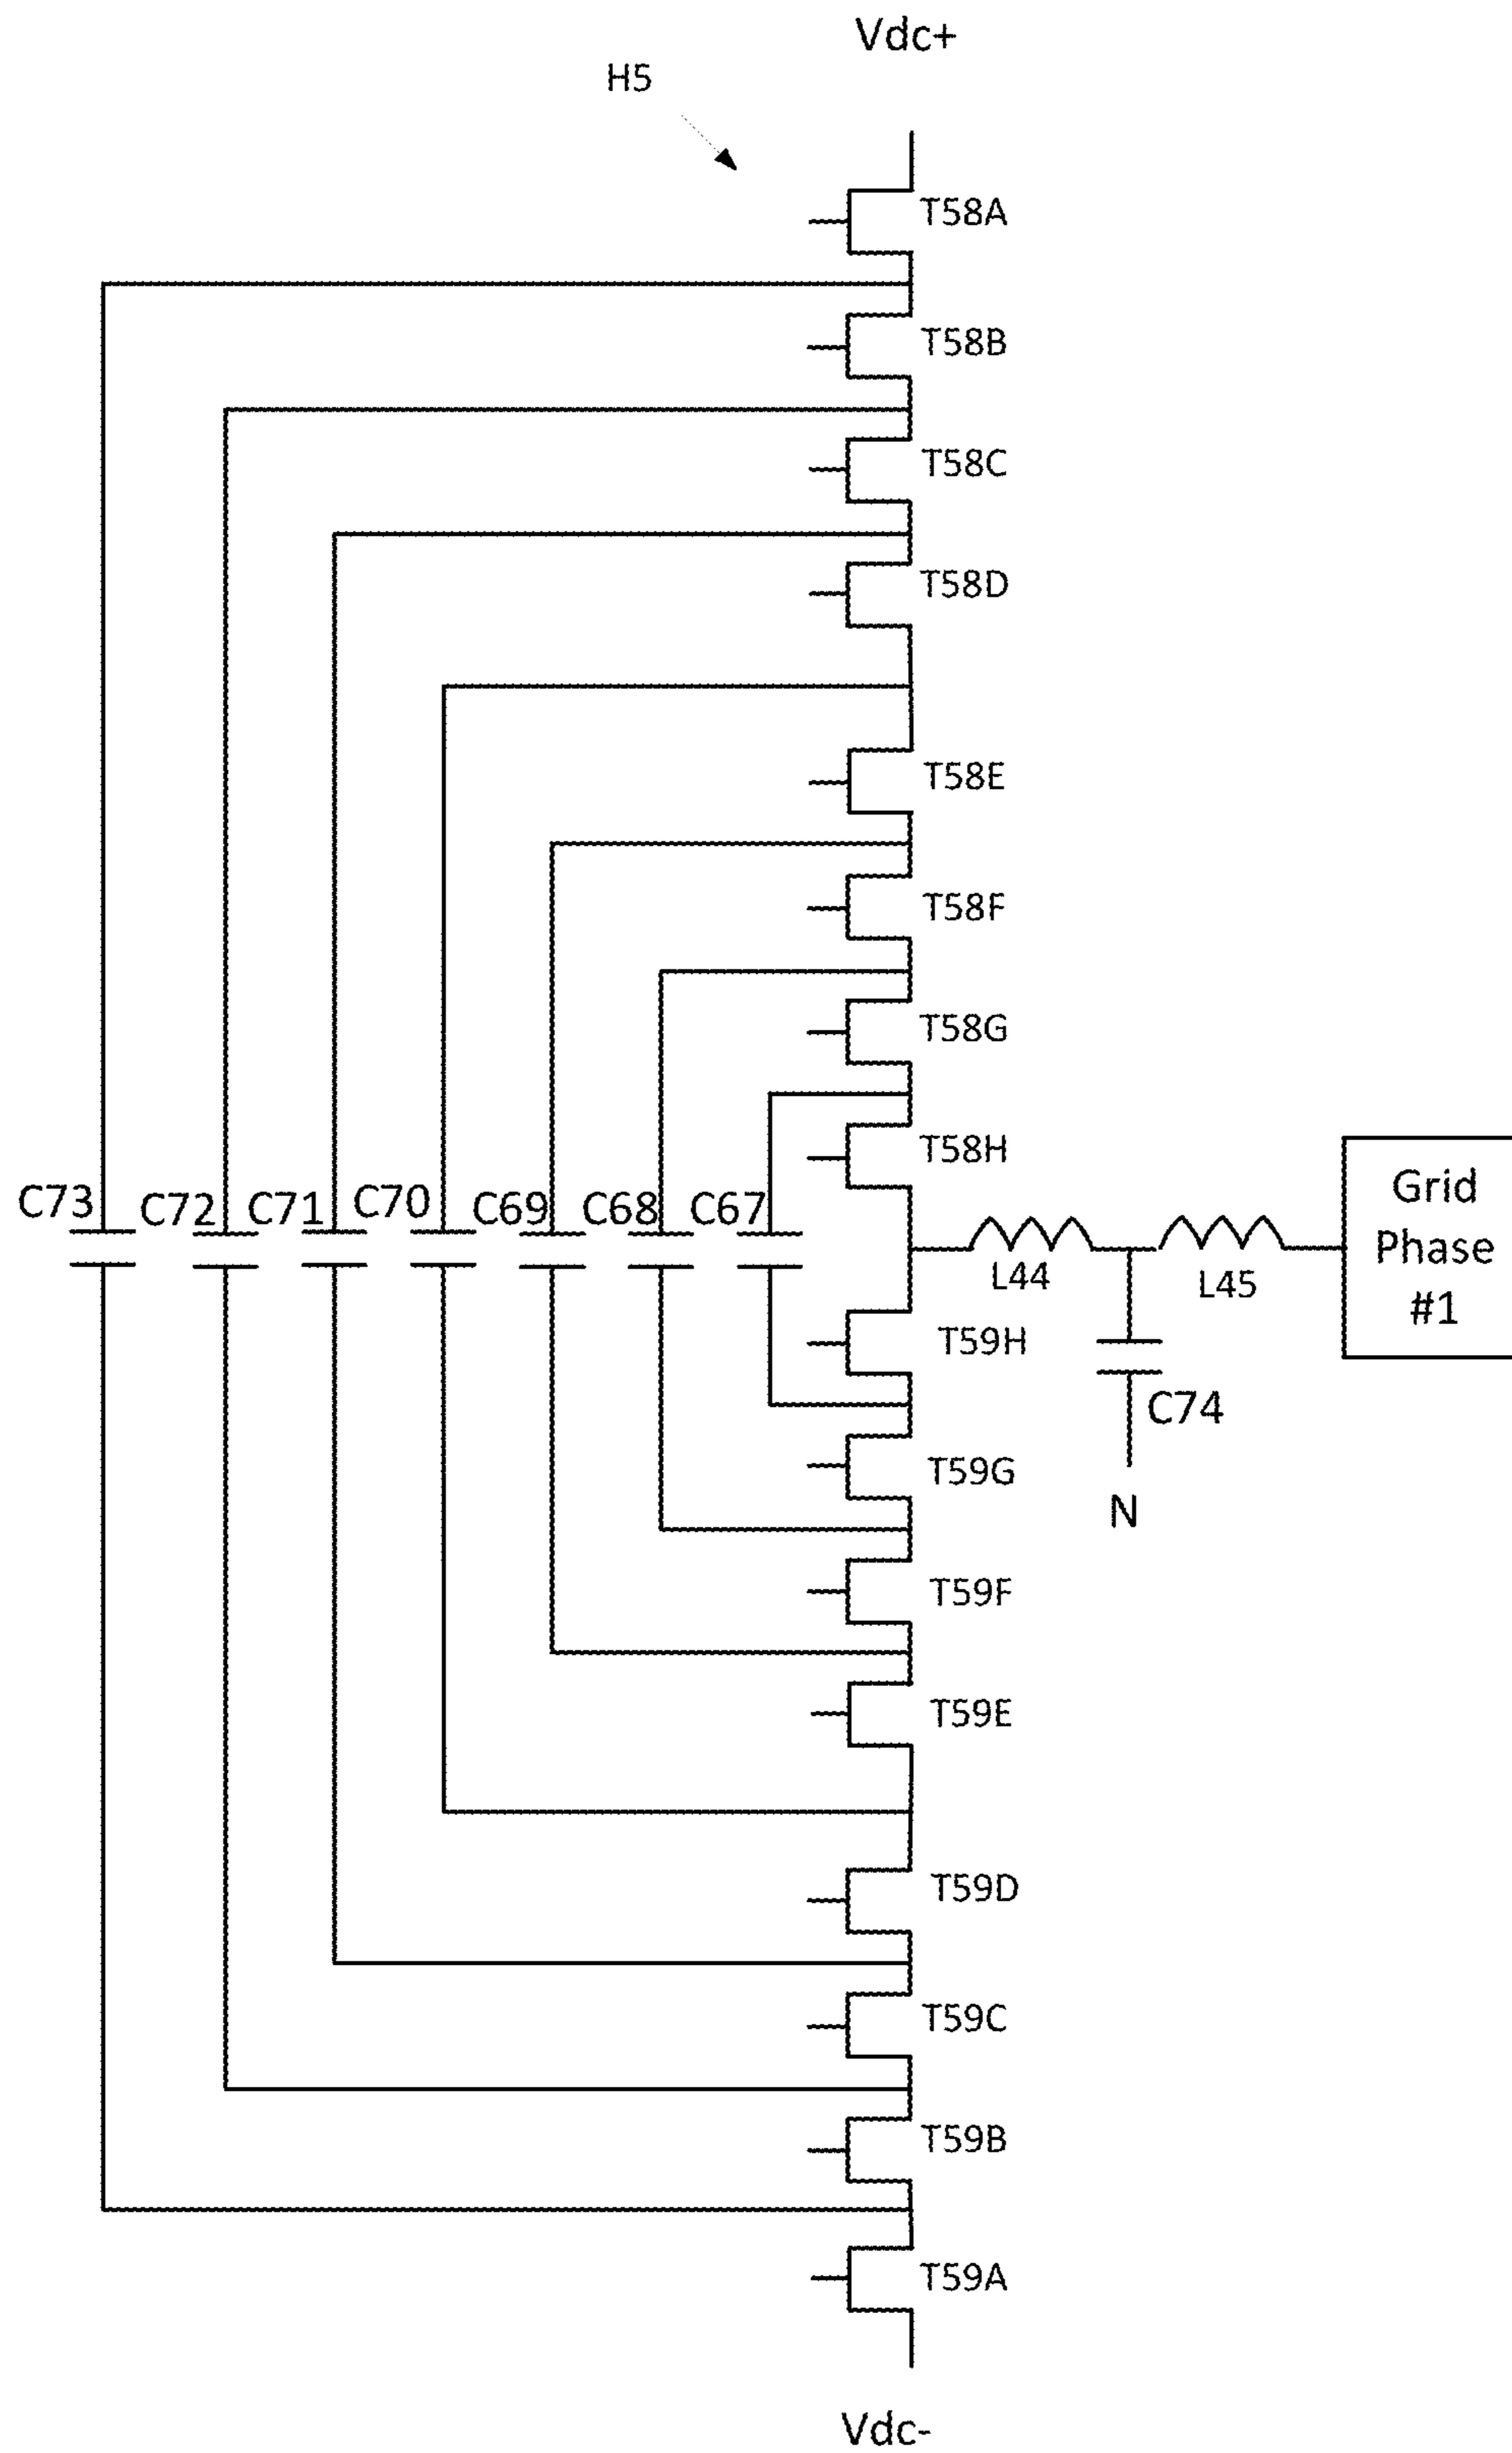 Vdc+
H5
T58A
T58B
T58C
T58D
T58E
T58F
T58G
T58H
C73
C72
C71
C70
C69
C68
C67
Grid
Phase
#1
L44
L45
T59H
C74
T59G
N
T59F
T59E
T59D
T59C
T59B
T59A
Vdc-